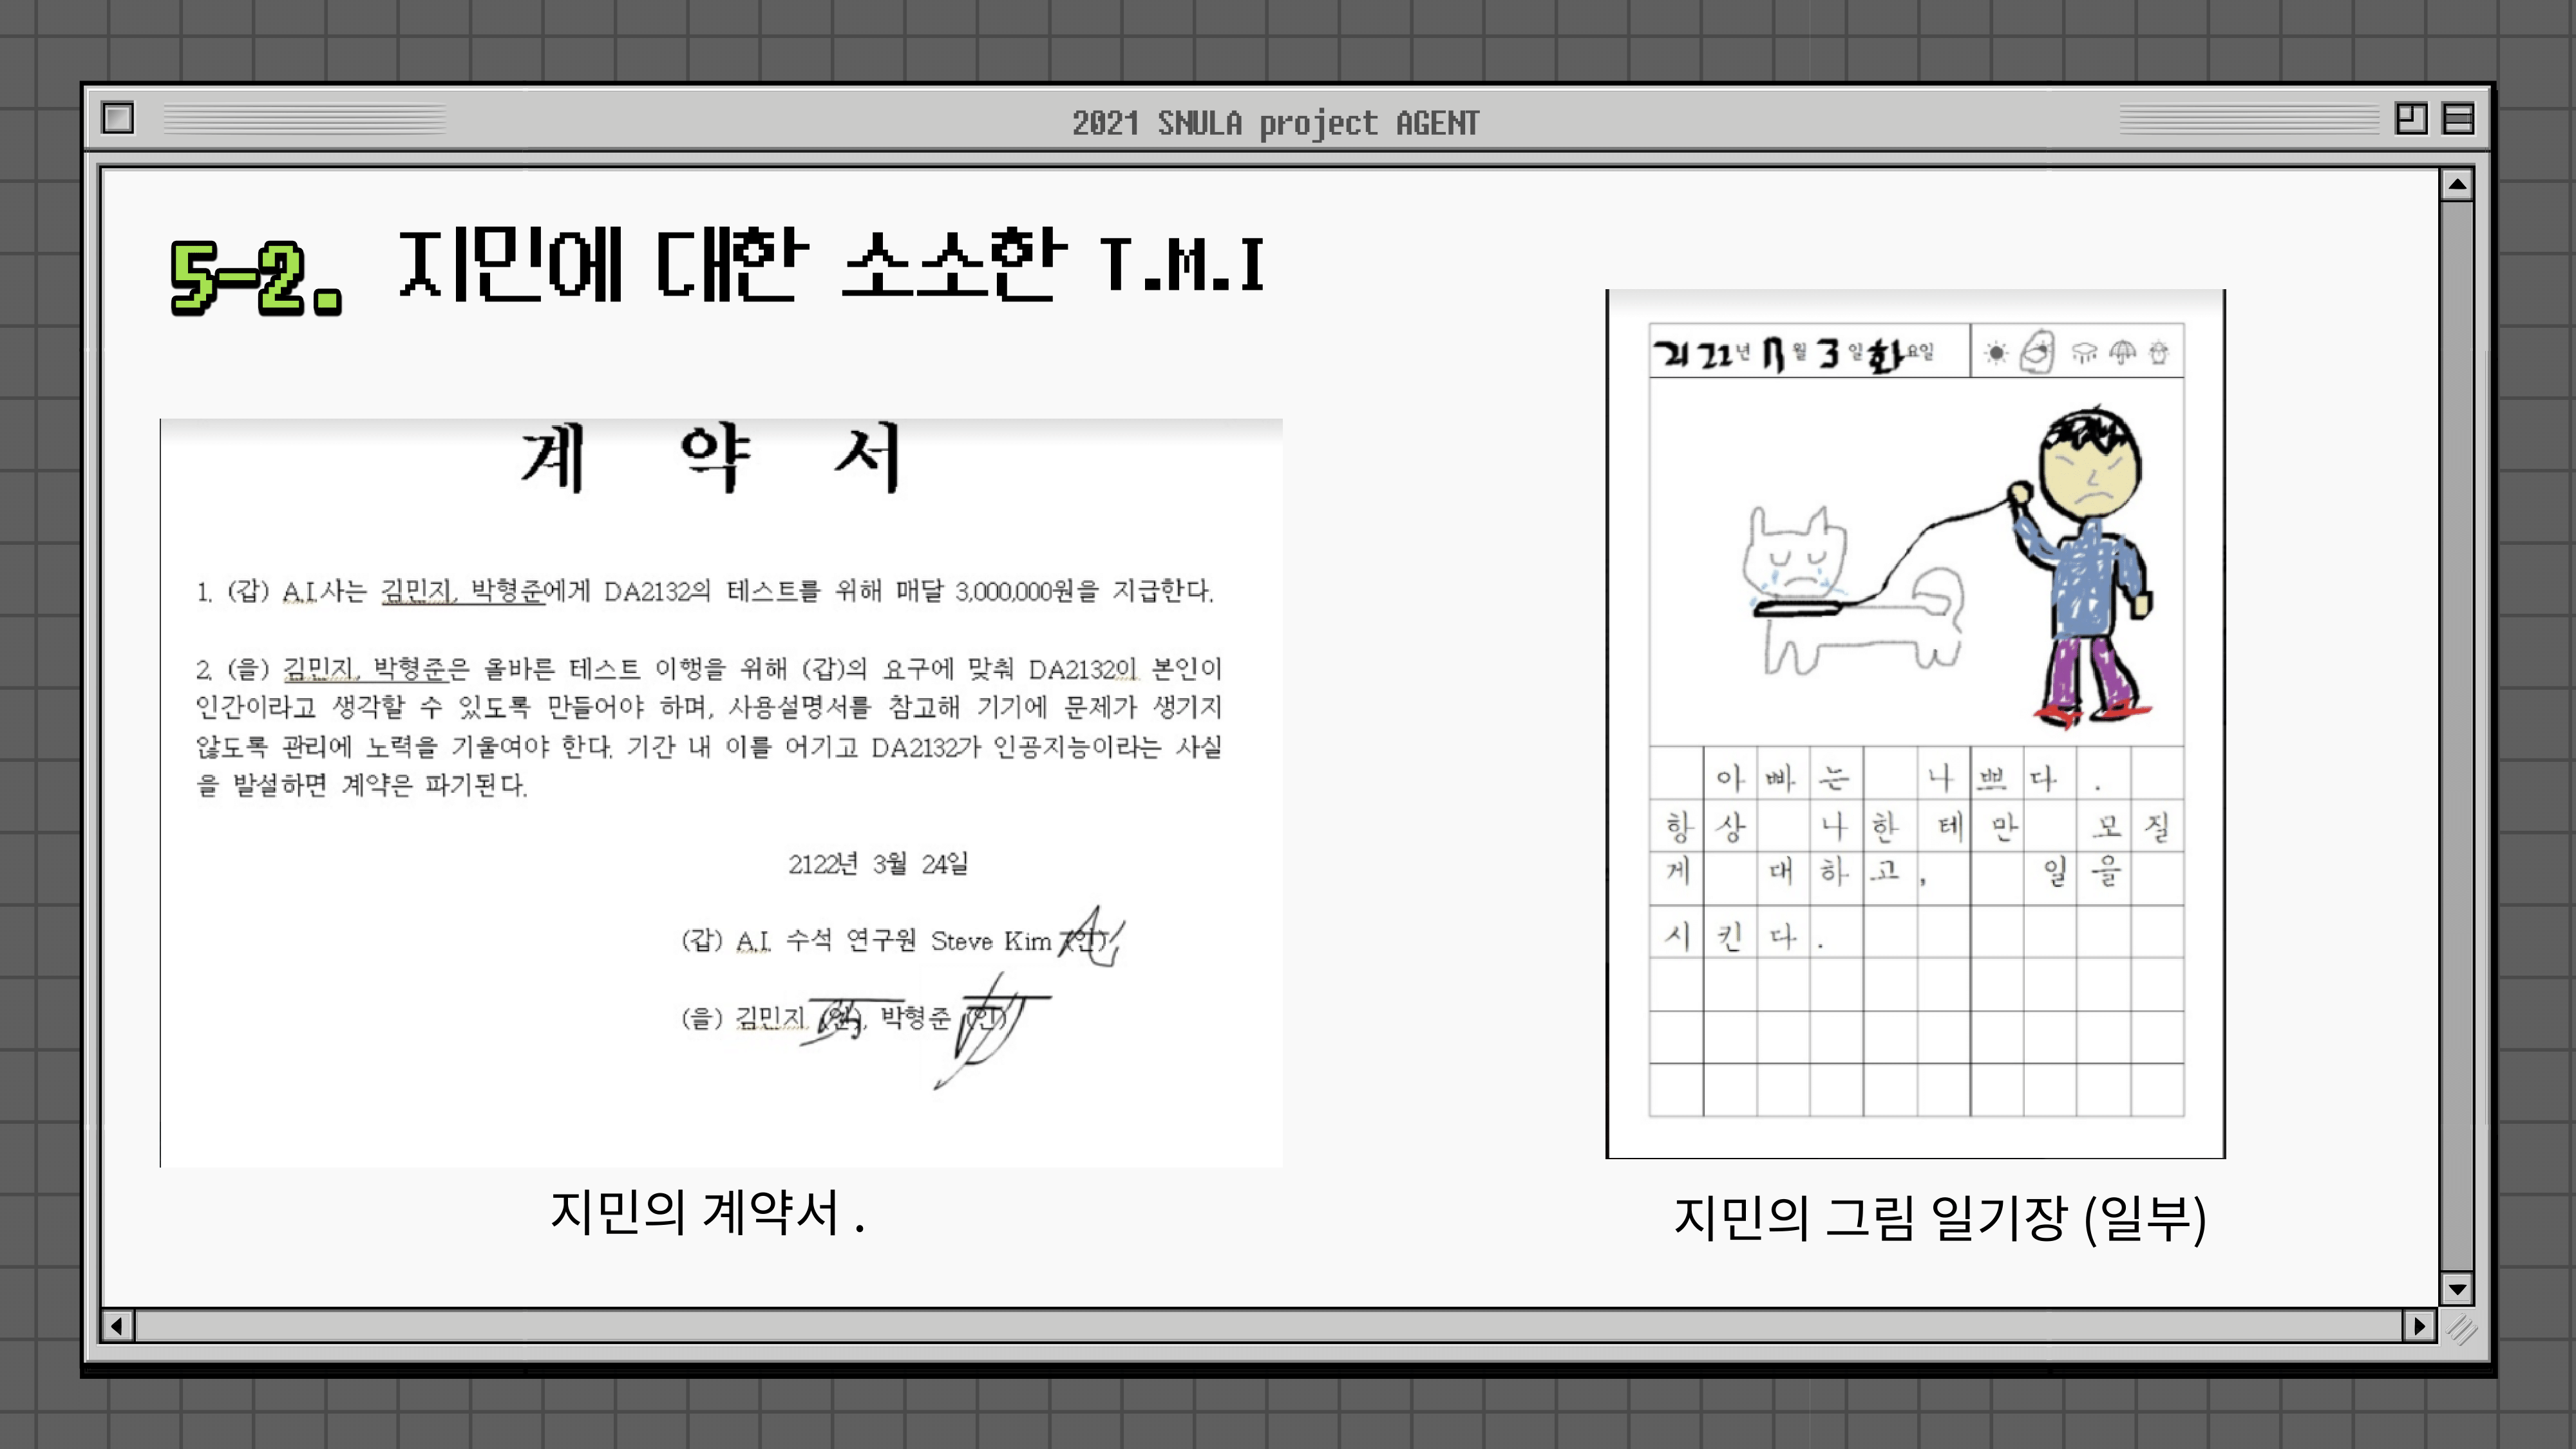 2021 SNULA project AGENT
5-2. 지민에 대한 소소한 T.M.I
계 약 서
1. (갑) A.I.사는 김민지, 박형준에게 DA2132의 테스트를 위해 매달 3,000,000원을 지급한다.
2. (을) 김민지, 박형준은 올바른 테스트 이행을 위해 (갑)의 요구에 맞춰 DA2132이 본인이
인간이라고 생각할 수 있도록 만들어야 하며, 사용설명서를 참고해 기기에 문제가 생기지
않도록 관리에 노력을 기울여야 한다. 기간 내 이를 어기고 DA2132가 인공지능이라는 사실
을 발설하면 계약은 파기된다.
2122년 3월 24일
(갑) A.I. 수석 연구원 Steve Kim (인)
(을) 김민지 (인), 박형준 (인)
지민의 계약서 .
2122년 월 3일 화요일
아빠는 나쁘다.
항상 나한테만 모질
게 대하고, 일을
시킨다.
지민의 그림 일기장 (일부)